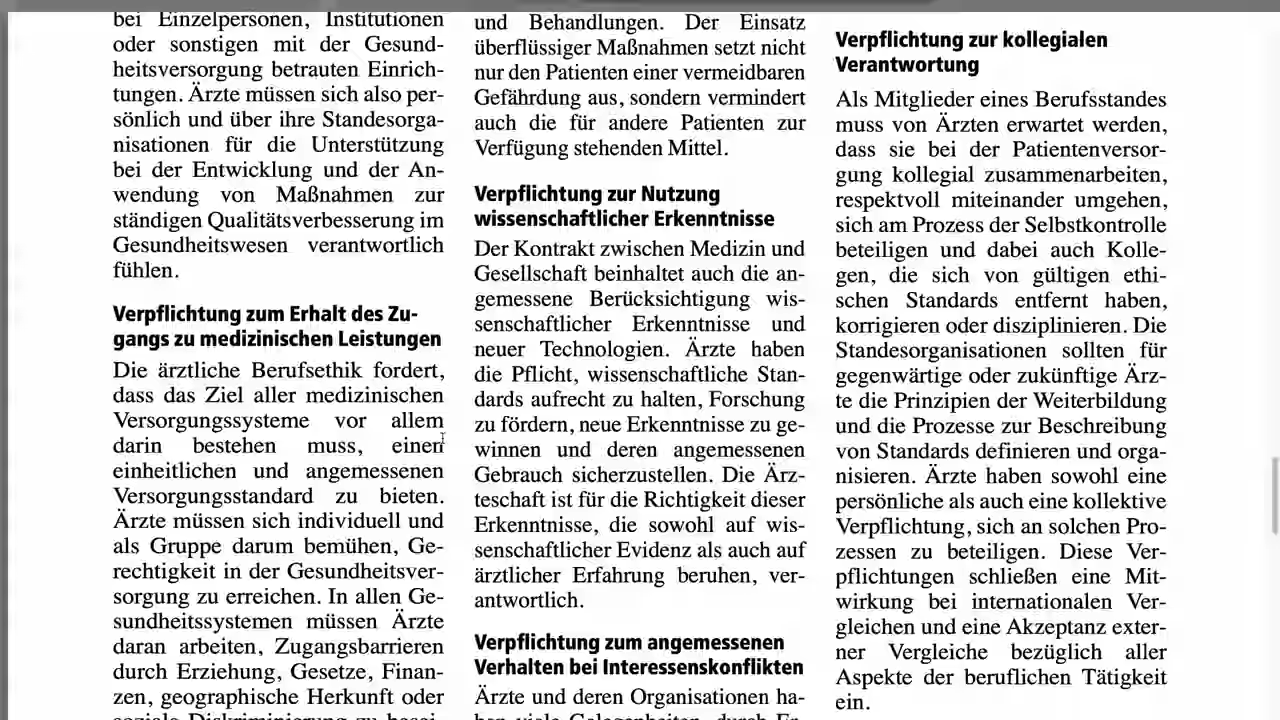 bei Einzelpersonen, Institutionen
oder sonstigen mit der Gesund-
heitsversorgung betrauten Einrich-
tungen. Ärzte müssen sich also per-
sönlich und über ihre Standesorga-
nisationen für die Unterstützung
bei der Entwicklung und der An-
wendung von Maßnahmen zur
ständigen Qualitätsverbesserung im
Gesundheitswesen verantwortlich
fühlen.
Verpflichtung zum Erhalt des Zu-
gangs zu medizinischen Leistungen
Die ärztliche Berufsethik fordert,
dass das Ziel aller medizinischen
Versorgungssysteme vor allem
darin bestehen muss, einen
einheitlichen und angemessenen
Versorgungsstandard zu bieten.
Ärzte müssen sich individuell und
als Gruppe darum bemühen, Ge-
rechtigkeit in der Gesundheitsver-
sorgung zu erreichen. In allen Ge-
sundheitssystemen müssen Ärzte
daran arbeiten, Zugangsbarrieren
durch Erziehung, Gesetze, Finan-
zen, geographische Herkunft oder
soziale Diskriminierung zu besei-
und Behandlungen. Der Einsatz
überflüssiger Maßnahmen setzt nicht
nur den Patienten einer vermeidbaren
Gefährdung aus, sondern vermindert
auch die für andere Patienten zur
Verfügung stehenden Mittel.
Verpflichtung zur Nutzung
wissenschaftlicher Erkenntnisse
Der Kontrakt zwischen Medizin und
Gesellschaft beinhaltet auch die an-
gemessene Berücksichtigung wis-
senschaftlicher Erkenntnisse und
neuer Technologien. Ärzte haben
die Pflicht, wissenschaftliche Stan-
dards aufrecht zu halten, Forschung
zu fördern, neue Erkenntnisse zu ge-
winnen und deren angemessenen
Gebrauch sicherzustellen. Die Ärz-
teschaft ist für die Richtigkeit dieser
Erkenntnisse, die sowohl auf wis-
senschaftlicher Evidenz als auch auf
ärztlicher Erfahrung beruhen, ver-
antwortlich.
Verpflichtung zum angemessenen
Verhalten bei Interessenskonflikten
Ärzte und deren Organisationen ha-
ben viele Gelegenheiten, durch Er-
Verpflichtung zur kollegialen
Verantwortung
Als Mitglieder eines Berufsstandes
muss von Ärzten erwartet werden,
dass sie bei der Patientenversor-
gung kollegial zusammenarbeiten,
respektvoll miteinander umgehen,
sich am Prozess der Selbstkontrolle
beteiligen und dabei auch Kolle-
gen, die sich von gültigen ethi-
schen Standards entfernt haben,
korrigieren oder disziplinieren. Die
Standesorganisationen sollten für
gegenwärtige oder zukünftige Ärz-
te die Prinzipien der Weiterbildung
und die Prozesse zur Beschreibung
von Standards definieren und orga-
nisieren. Ärzte haben sowohl eine
persönliche als auch eine kollektive
Verpflichtung, sich an solchen Pro-
zessen zu beteiligen. Diese Ver-
pflichtungen schließen eine Mit-
wirkung bei internationalen Ver-
gleichen und eine Akzeptanz exter-
ner Vergleiche bezüglich aller
Aspekte der beruflichen Tätigkeit
ein.